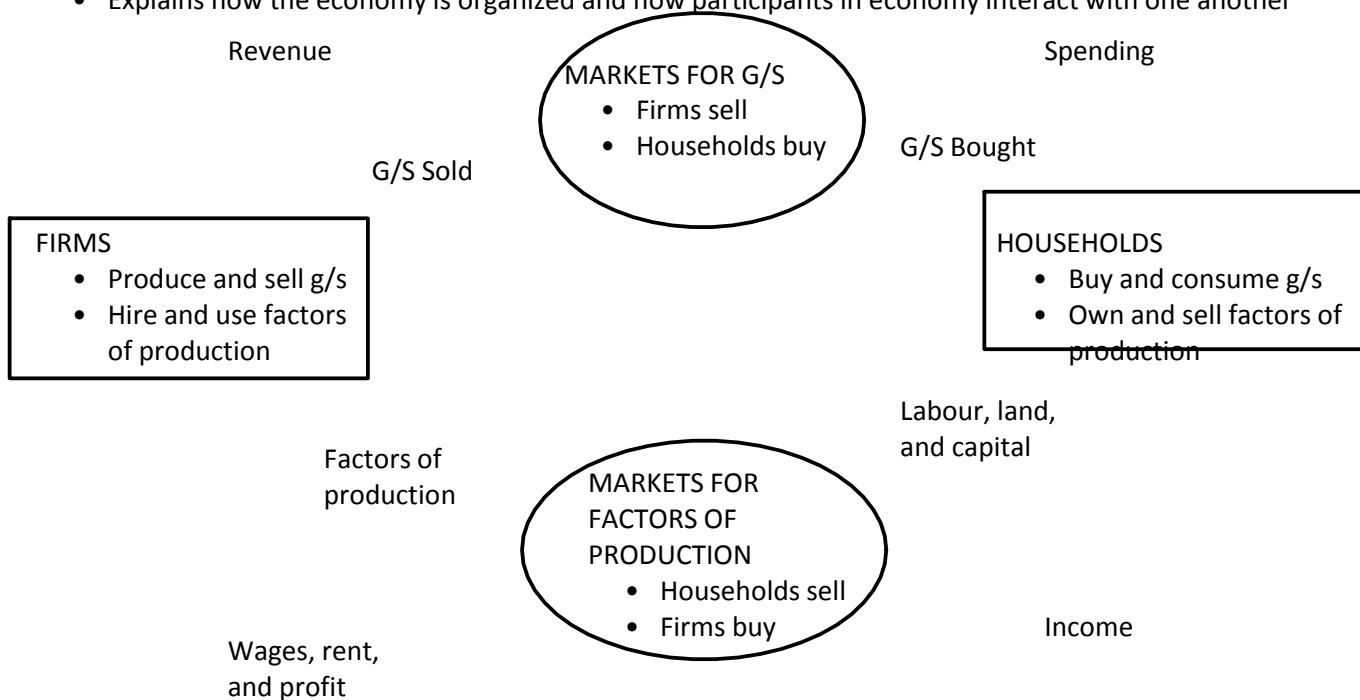 • Explains how the economy is organized and how participants in economy interact with one another
Revenue
Spending
MARKETS FOR G/S
• Firms sell
• Households buy
G/S Bought
G/S Sold
FIRMS
• Produce and sell g/s
• Hire and use factors
of production
HOUSEHOLDS
• Buy and consume g/s
• Own and sell factors of
production
Labour, land,
and capital
Factors of
production
MARKETS FOR
FACTORS OF
PRODUCTION
• Households sell
• Firms buy
Income
Wages, rent,
and profit